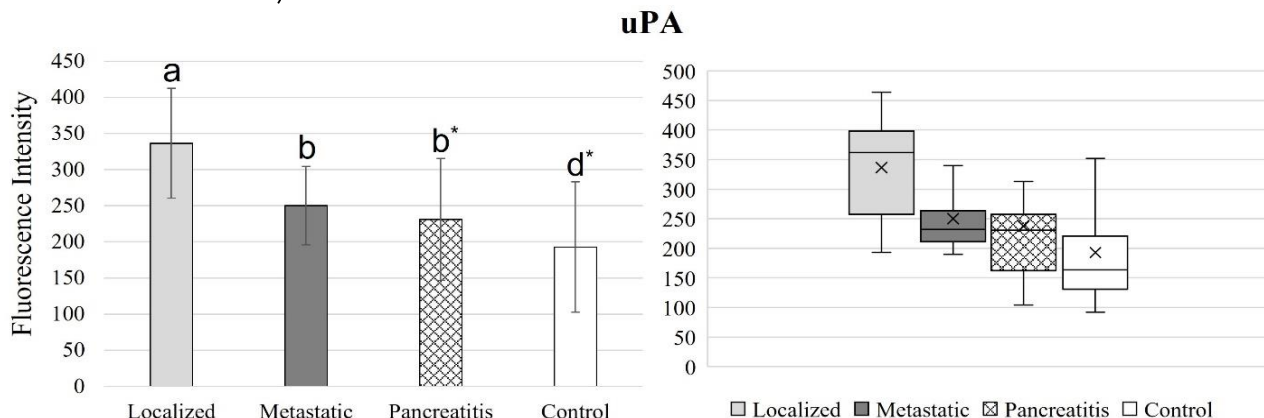 uPA
Fluorescence Intensity
450
400
350
300
250
200
150
100
50
0
a
b
b*
d*
Localized
Metastatic
Pancreatitis
Control
500
450
400
350
300
250
200
150
100
50
0
Localized
Metastatic
Pancreatitis
Control